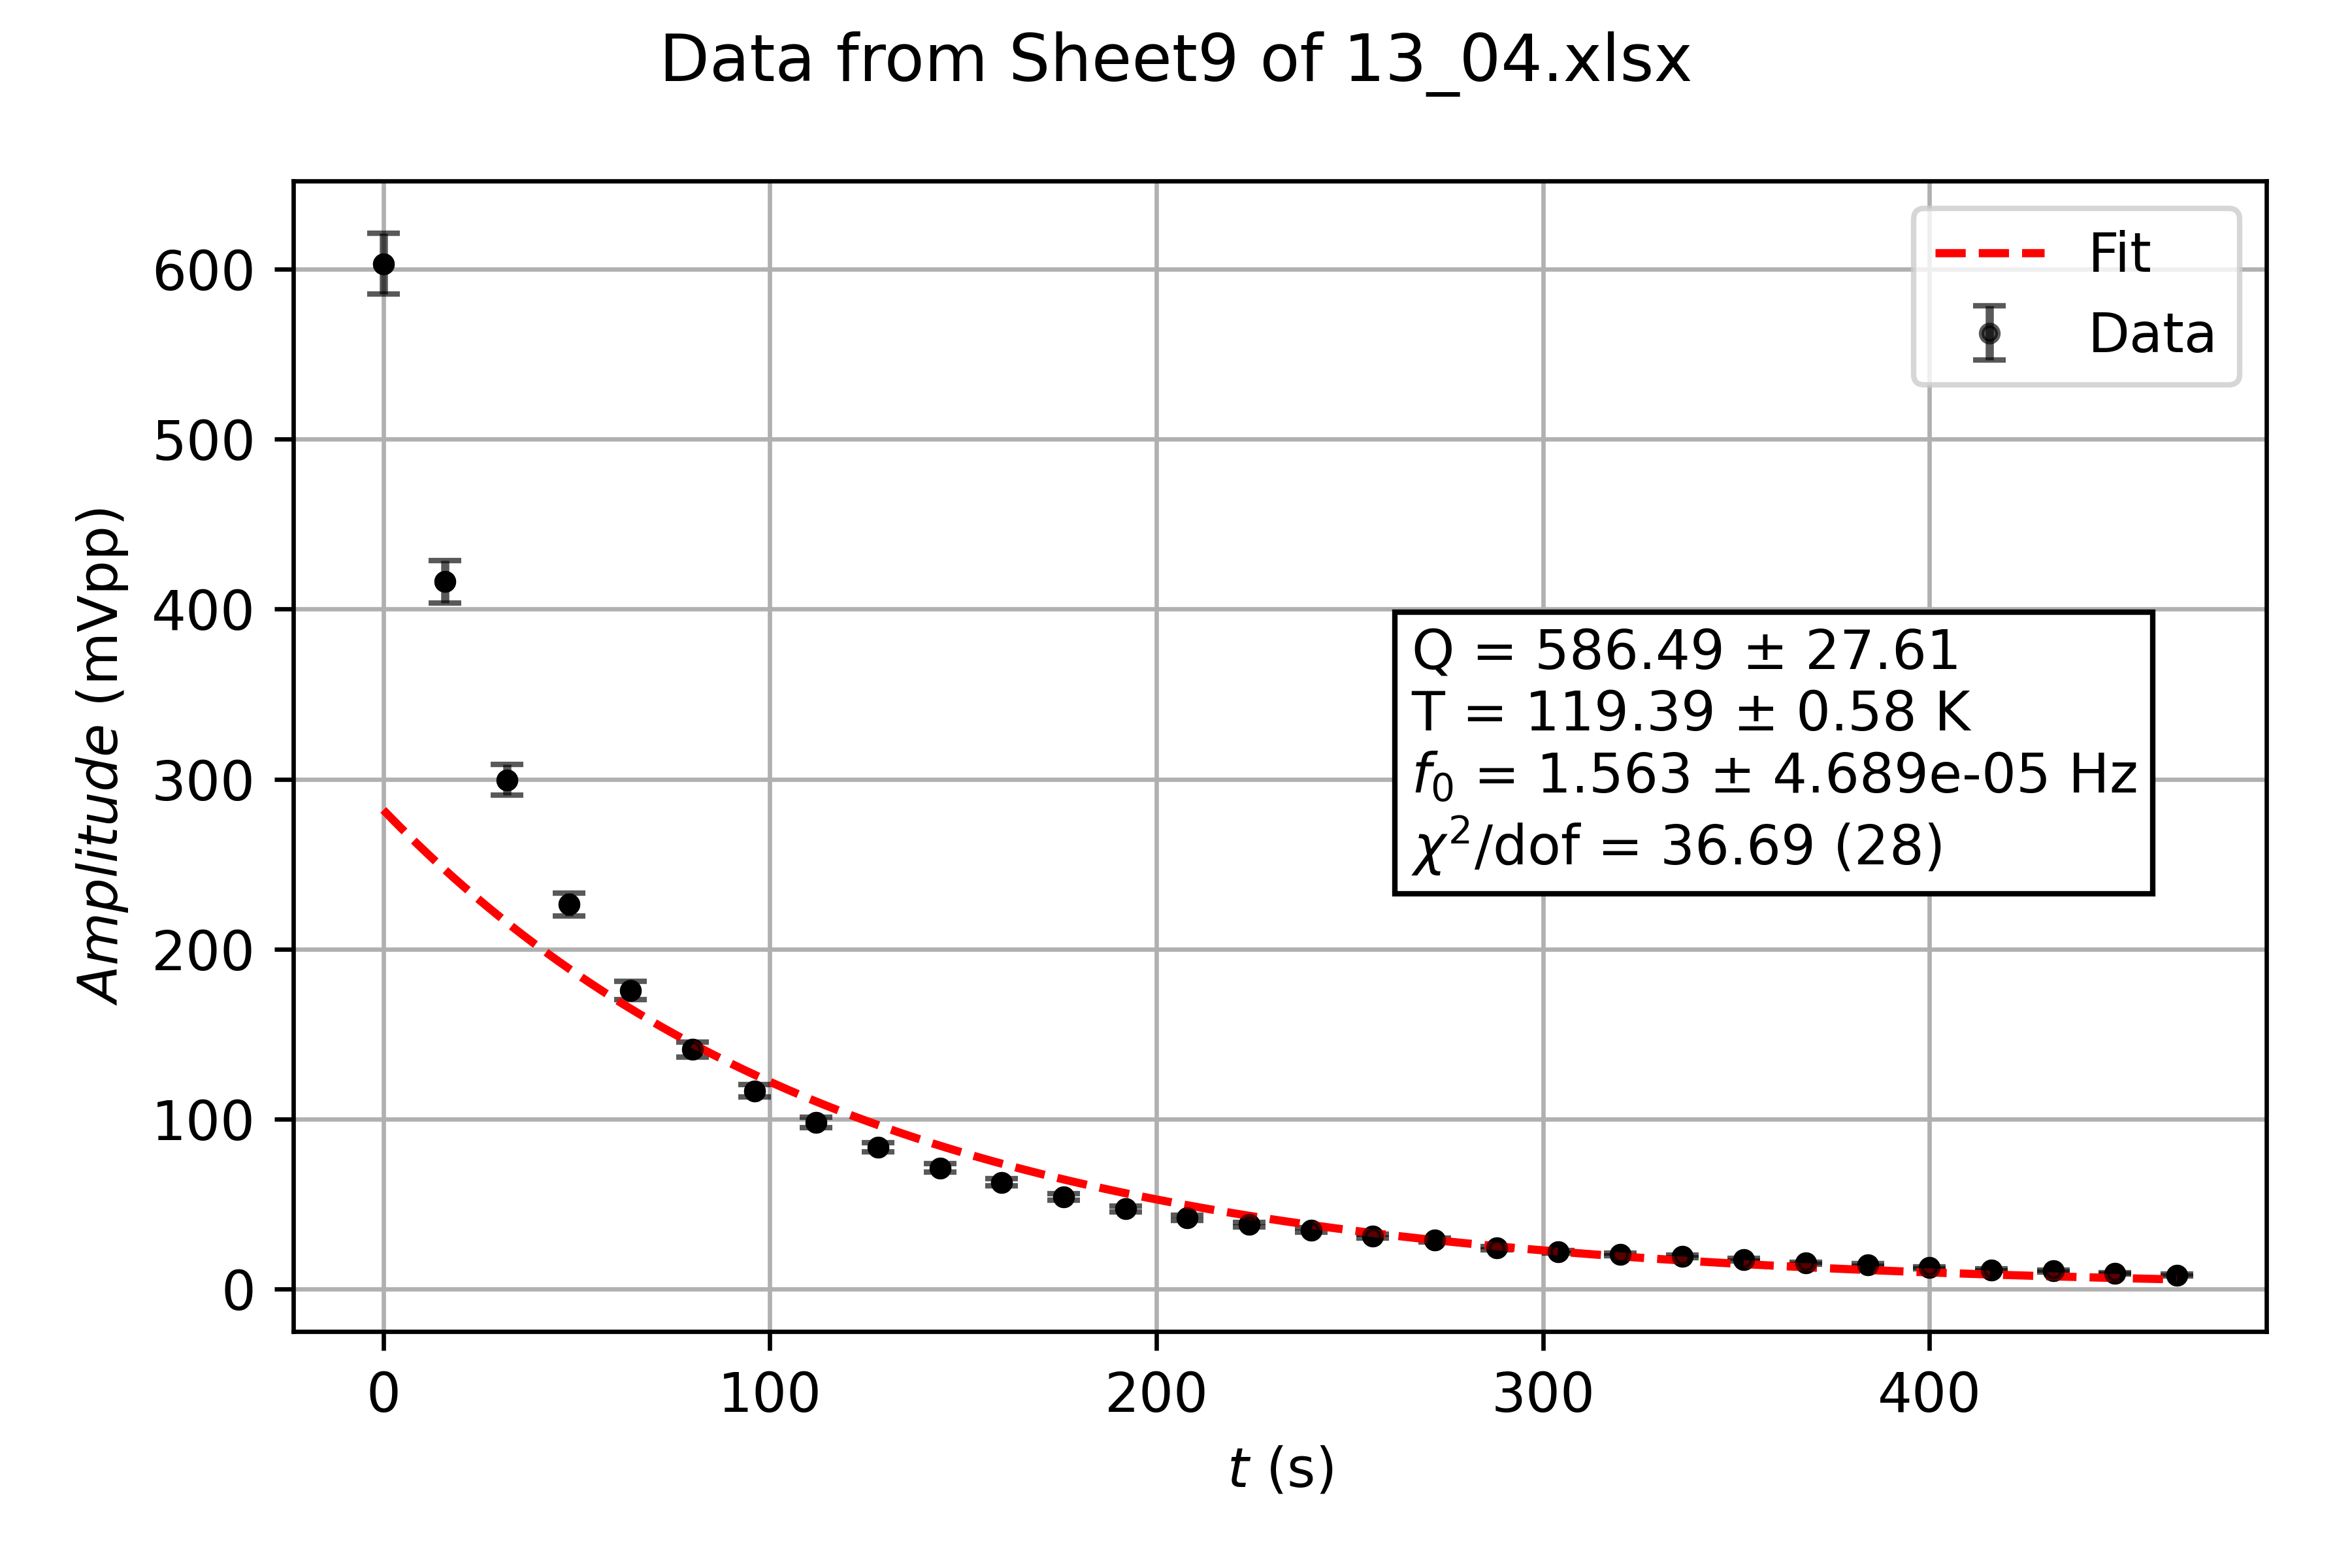 Data from Sheet9 of 13_04.xlsx
Fit
Data
600
500
400
300
200
100
0
Amplitude (mVpp)
Q = 586.49 ± 27.61
T = 119.39 ± 0.58 K
f₀ = 1.563 ± 4.689e-05 Hz
χ²/dof = 36.69 (28)
0 100 200 300 400
t (s)